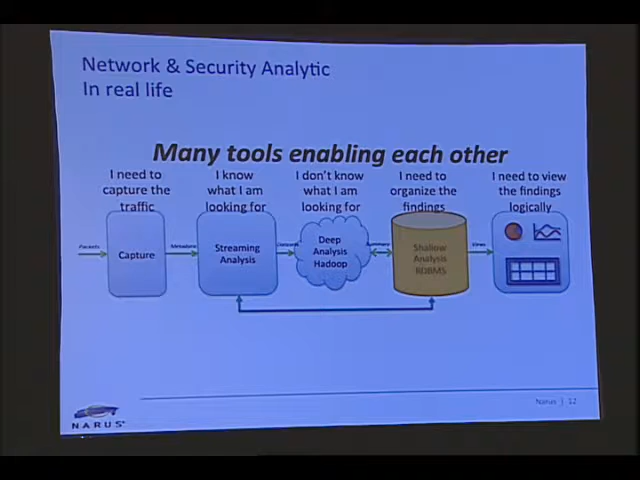 Network & Security Analytic
In real life
Many tools enabling each other
I need to
capture the
traffic
I know
what I am
looking for
I don't know
what I am
looking for
I need to
organize the
findings
I need to view
the findings
logically
Packets
Capture
Metadata
Streaming
Analysis
Deep
Analysis
Hadoop
Summary
Shallow
Analysis
RDBMS
Views
NARUS
Narus | 12